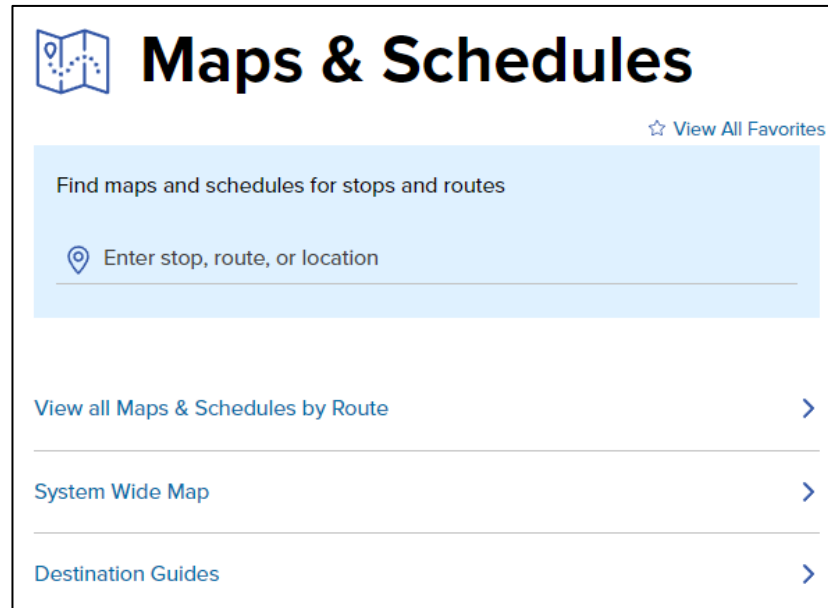 Maps & Schedules
View All Favorites
Find maps and schedules for stops and routes
Enter stop, route, or location
View all Maps & Schedules by Route
System Wide Map
Destination Guides